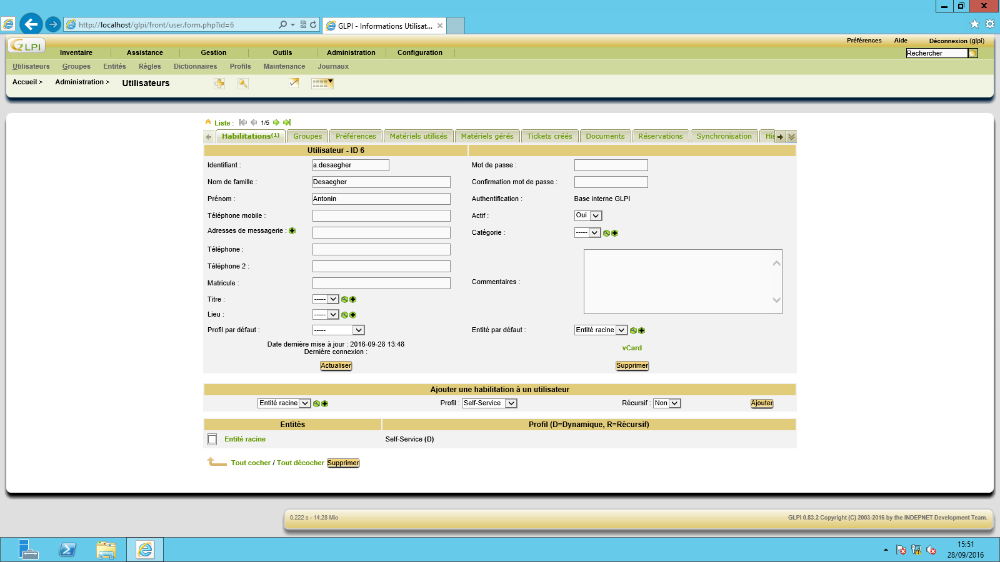 http://localhost/glpi/front/user.form.php?id=6
GLPI - Informations Utilisat...
GLPI
Préférences Aide Déconnexion (glpi)
Inventaire Assistance Gestion Outils Administration Configuration
Rechercher
Utilisateurs Groupes Entités Règles Dictionnaires Profils Maintenance Journaux
Accueil > Administration > Utilisateurs
Liste : 1/5
Habilitations(1) Groupes Préférences Matériels utilisés Matériels gérés Tickets créés Documents Réservations Synchronisation His
Utilisateur - ID 6
Identifiant : a.desaegher Mot de passe :
Nom de famille : Desaegher Confirmation mot de passe :
Prénom : Antonin Authentification : Base interne GLPI
Téléphone mobile : Actif : Oui
Adresses de messagerie : Catégorie : -----
Téléphone :
Téléphone 2 :
Matricule : Commentaires :
Titre : -----
Lieu : -----
Profil par défaut : ----- Entité par défaut : Entité racine
Date dernière mise à jour : 2016-09-28 13:48
Dernière connexion :
vCard
Actualiser Supprimer
Ajouter une habilitation à un utilisateur
Entité racine Profil : Self-Service Récursif : Non Ajouter
Entités Profil (D=Dynamique, R=Récursif)
Entité racine Self-Service (D)
Tout cocher / Tout décocher Supprimer
0.222 s - 14.28 Mio GLPI 0.83.2 Copyright (C) 2003-2016 by the INDEPNET Development Team.
15:51
28/09/2016